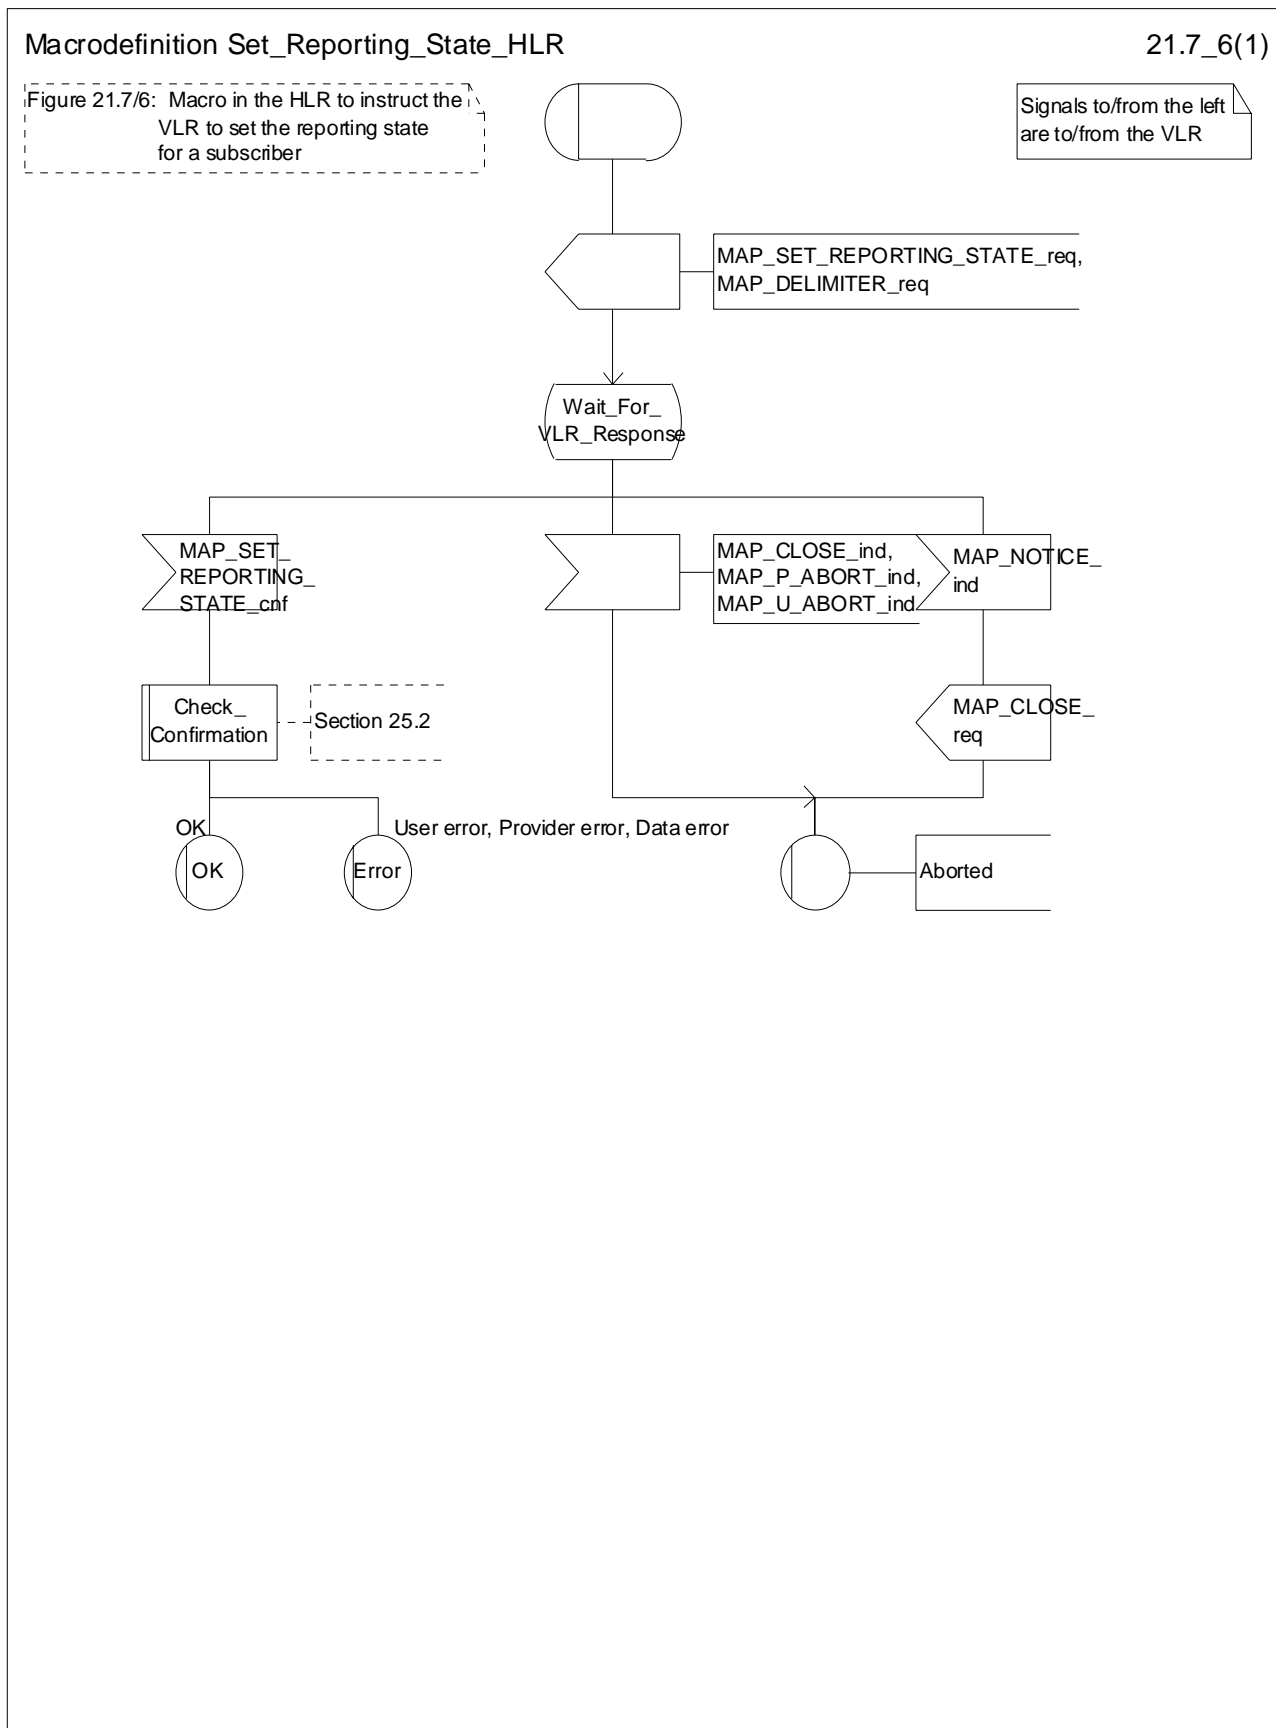 Macrodefinition Set_Reporting_State_HLR
21.7_6(1)
Figure 21.7/6: Macro in the HLR to instruct the
VLR to set the reporting state
for a subscriber
Signals to/from the left
are to/from the VLR
MAP_SET_REPORTING_STATE_req,
MAP_DELIMITER_req
Wait_For_
VLR_Response
MAP_SET_
REPORTING_
STATE_cnf
MAP_CLOSE_ind,
MAP_P_ABORT_ind,
MAP_U_ABORT_ind
MAP_NOTICE_
ind
Check_
Confirmation
Section 25.2
MAP_CLOSE_
req
OK
User error, Provider error, Data error
OK
Error
Aborted